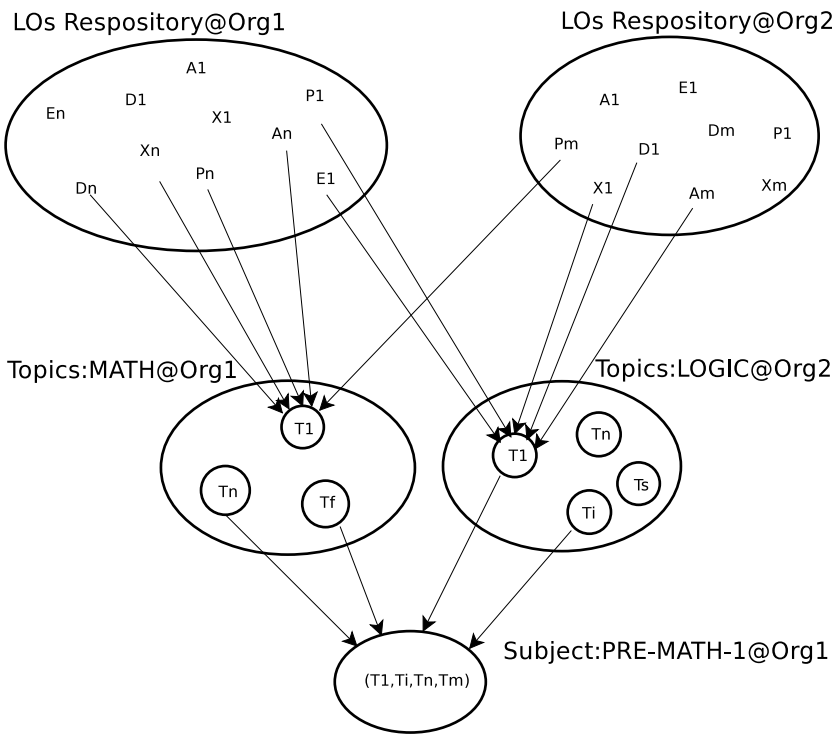 LOs Respository@Org1
LOs Respository@Org2
A1
D1
P1
En
X1
An
Xn
Pn
E1
Dn
A1
E1
Dm
P1
Pm
D1
X1
Am
Xm
Topics:MATH@Org1
Topics:LOGIC@Org2
T1
Tn
Tf
T1
Tn
Ts
Ti
Subject:PRE-MATH-1@Org1
(T1,Ti,Tn,Tm)